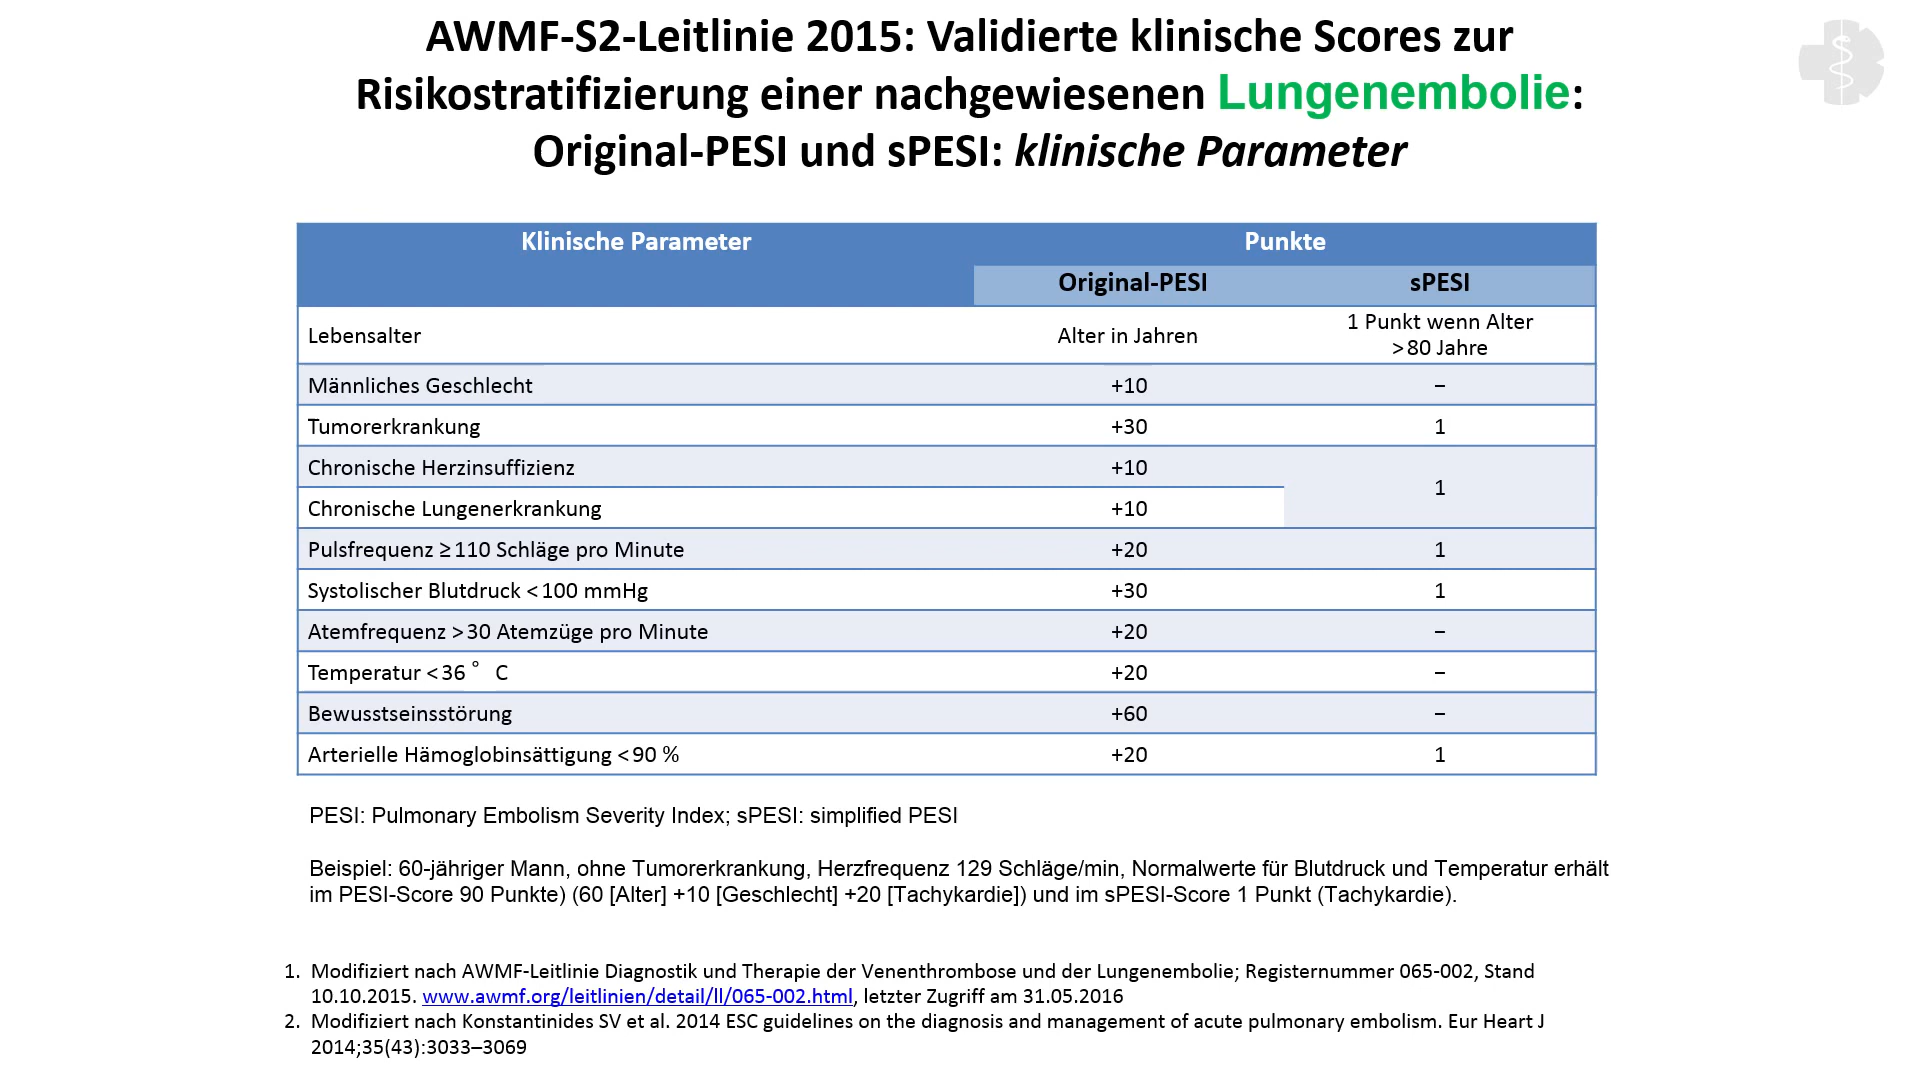 AWMF-S2-Leitlinie 2015: Validierte klinische Scores zur
Risikostratifizierung einer nachgewiesenen Lungenembolie:
Original-PESI und sPESI: klinische Parameter
Klinische Parameter Punkte
Original-PESI sPESI
Lebensalter Alter in Jahren 1 Punkt wenn Alter
>80 Jahre
Männliches Geschlecht +10 –
Tumorerkrankung +30 1
Chronische Herzinsuffizienz +10
1
Chronische Lungenerkrankung +10
Pulsfrequenz ≥110 Schläge pro Minute +20 1
Systolischer Blutdruck <100 mmHg +30 1
Atemfrequenz >30 Atemzüge pro Minute +20 –
Temperatur <36 ° C +20 –
Bewusstseinsstörung +60 –
Arterielle Hämoglobinsättigung <90 % +20 1
PESI: Pulmonary Embolism Severity Index; sPESI: simplified PESI
Beispiel: 60-jähriger Mann, ohne Tumorerkrankung, Herzfrequenz 129 Schläge/min, Normalwerte für Blutdruck und Temperatur erhält
im PESI-Score 90 Punkte) (60 [Alter] +10 [Geschlecht] +20 [Tachykardie]) und im sPESI-Score 1 Punkt (Tachykardie).
1. Modifiziert nach AWMF-Leitlinie Diagnostik und Therapie der Venenthrombose und der Lungenembolie; Registernummer 065-002, Stand
10.10.2015. www.awmf.org/leitlinien/detail/ll/065-002.html, letzter Zugriff am 31.05.2016
2. Modifiziert nach Konstantinides SV et al. 2014 ESC guidelines on the diagnosis and management of acute pulmonary embolism. Eur Heart J
2014;35(43):3033–3069